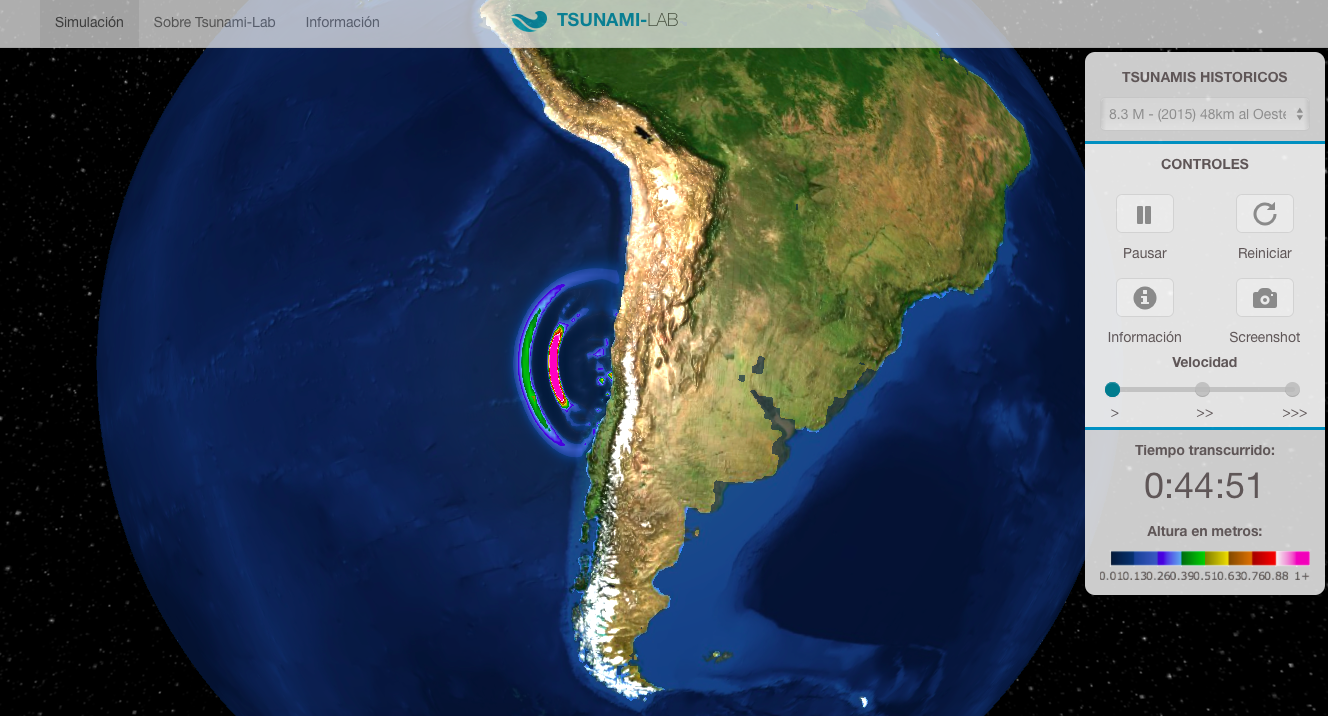 Simulación Sobre Tsunami-Lab Información
TSUNAMI-LAB
TSUNAMIS HISTORICOS
8.3 M - (2015) 48km al Oeste
CONTROLES
Pausar Reiniciar
Información Screenshot
Velocidad
> >> >>>
Tiempo transcurrido:
0:44:51
Altura en metros:
0.01 0.13 0.26 0.39 0.51 0.63 0.76 0.88 1+